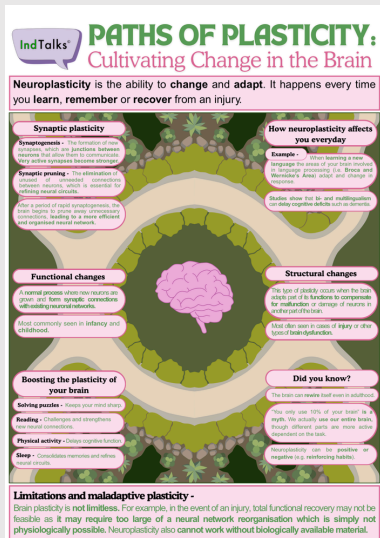 IndTalks
PATHS OF PLASTICITY:
Cultivating Change in the Brain
Neuroplasticity is the ability to change and adapt. It happens every time
you learn, remember or recover from an injury.
Synaptic plasticity
Synaptogenesis - The formation of new
synapses, which are junctions between
neurons that allow them to communicate.
Very active synapses become stronger.
Synaptic pruning - The elimination of
unused of unneeded connections
between neurons, which is essential for
refining neural circuits.
After a period of rapid synaptogenesis, the
brain begins to prune away unnecessary
connections, leading to a more efficient
and organised neural network.
How neuroplasticity affects
you everyday
Example - When learning a new
language the areas of your brain involved
in language processing (i.e. Broca and
Wernicke's Area) adapt and change in
response.
Studies show that bi- and multilingualism
can delay cognitive deficits such as dementia.
Functional changes
A normal process where new neurons are
grown and form synaptic connections
with existing neuronal networks.
Most commonly seen in infancy and
childhood.
Structural changes
This type of plasticity occurs when the brain
adapts part of its functions to compensate
for malfunction or damage of neurons in
another part of the brain.
Most often seen in cases of injury or other
types of brain dysfunction.
Boosting the plasticity of
your brain
Solving puzzles - Keeps your mind sharp.
Reading - Challenges and strengthens
new neural connections.
Physical activity - Delays cognitive function
Sleep - Consolidates memories and refines
neural circuits.
Did you know?
The brain can rewire itself even in adulthood.
"You only use 10% of your brain" is a
myth. We actually use our entire brain,
though different parts are more active
dependent on the task.
Neuroplasticity can be positive or
negative (e.g. reinforcing habits).
Limitations and maladaptive plasticity -
Brain plasticity is not limitless. For example, in the event of an injury, total functional recovery may not be
feasible as it may require too large of a neural network reorganisation which is simply not
physiologically possible. Neuroplasticity also cannot work without biologically available material.